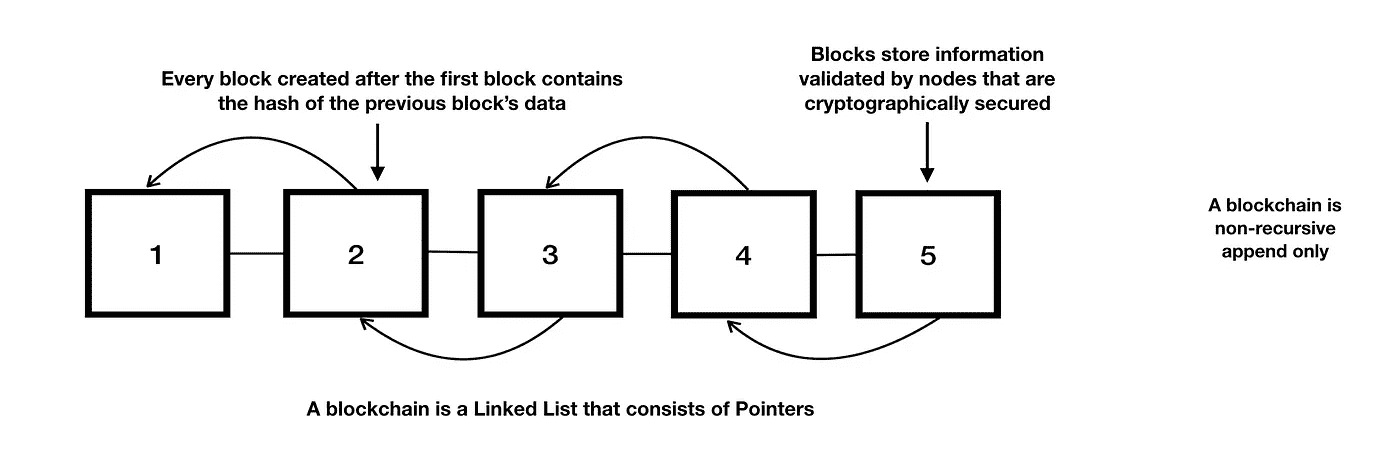 Every block created after the first block contains
the hash of the previous block’s data
Blocks store information
validated by nodes that are
cryptographically secured
1
2
3
4
5
A blockchain is
non-recursive
append only
A blockchain is a Linked List that consists of Pointers